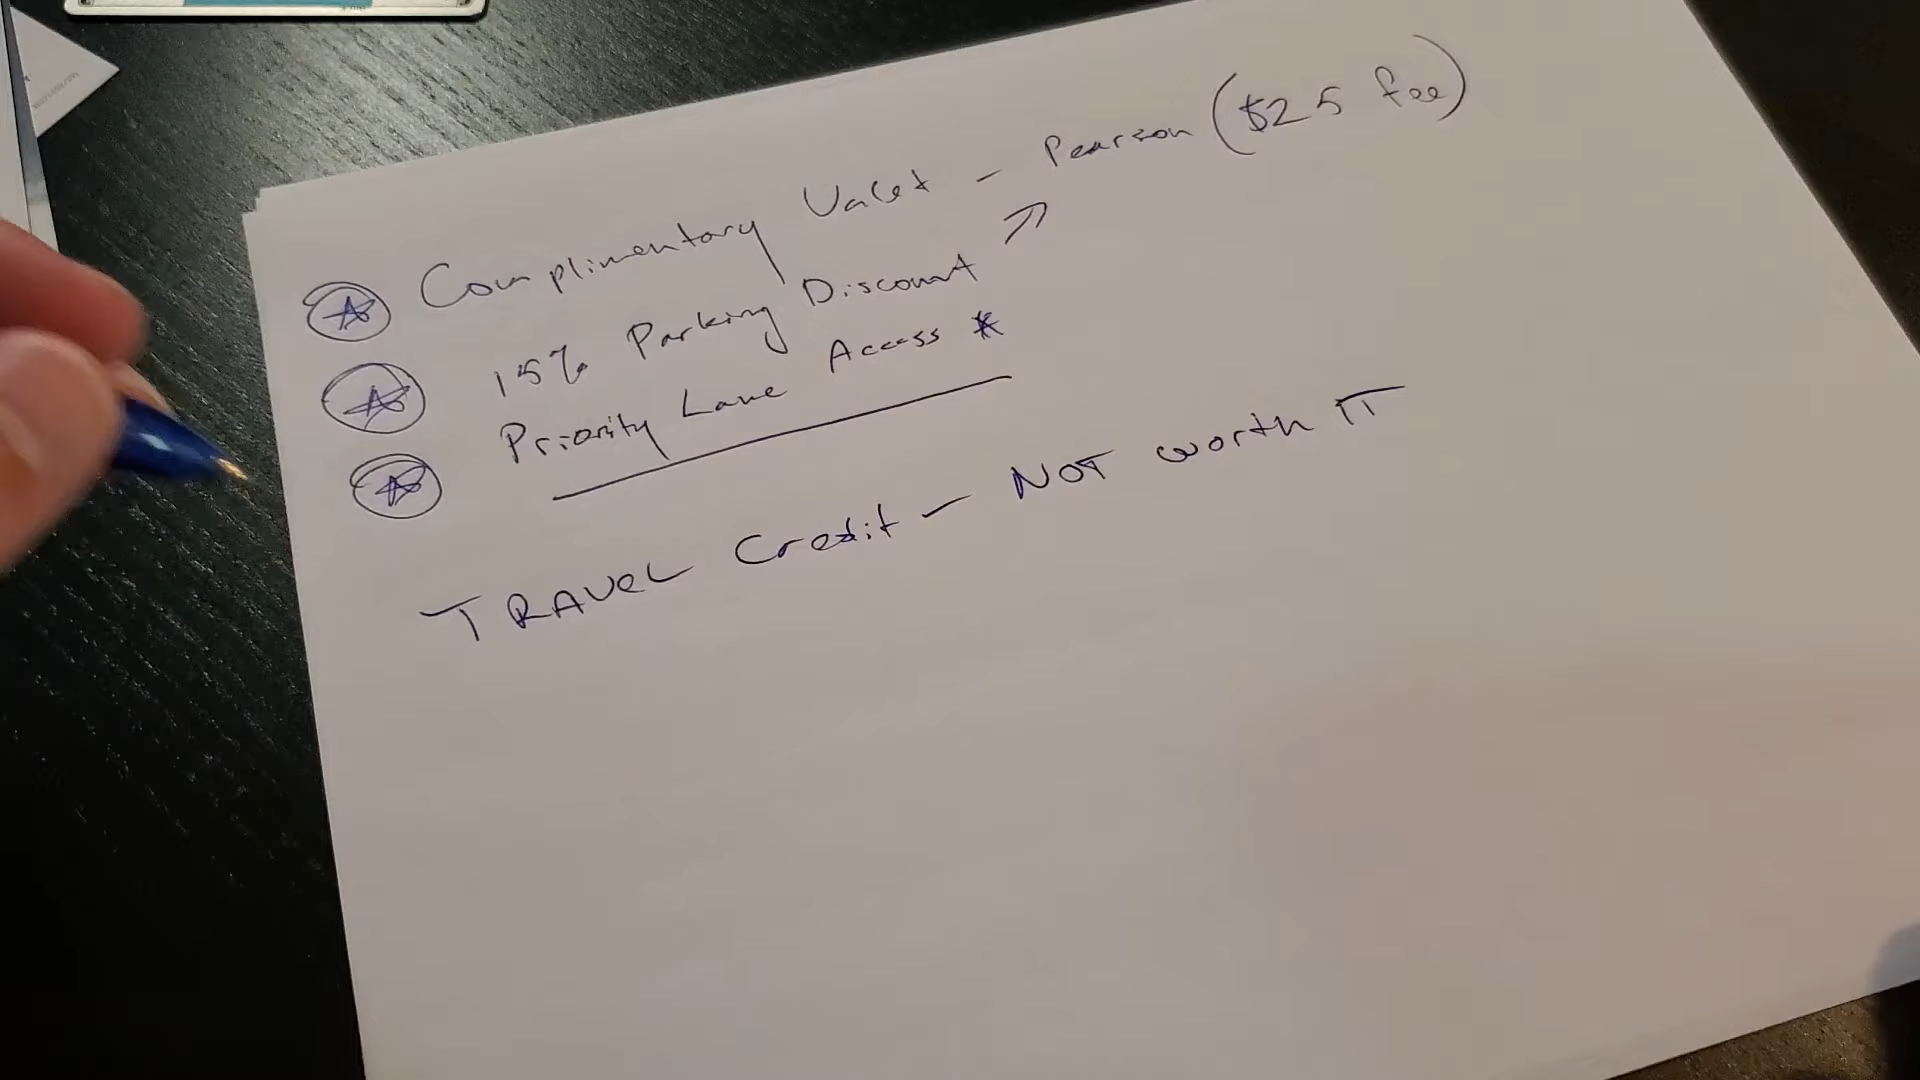 Complimentary Valet - Pearson ($25 fee)
15% Parking Discount ↗
Priority Lane Access *
TRAVEL Credit - NOT worth IT